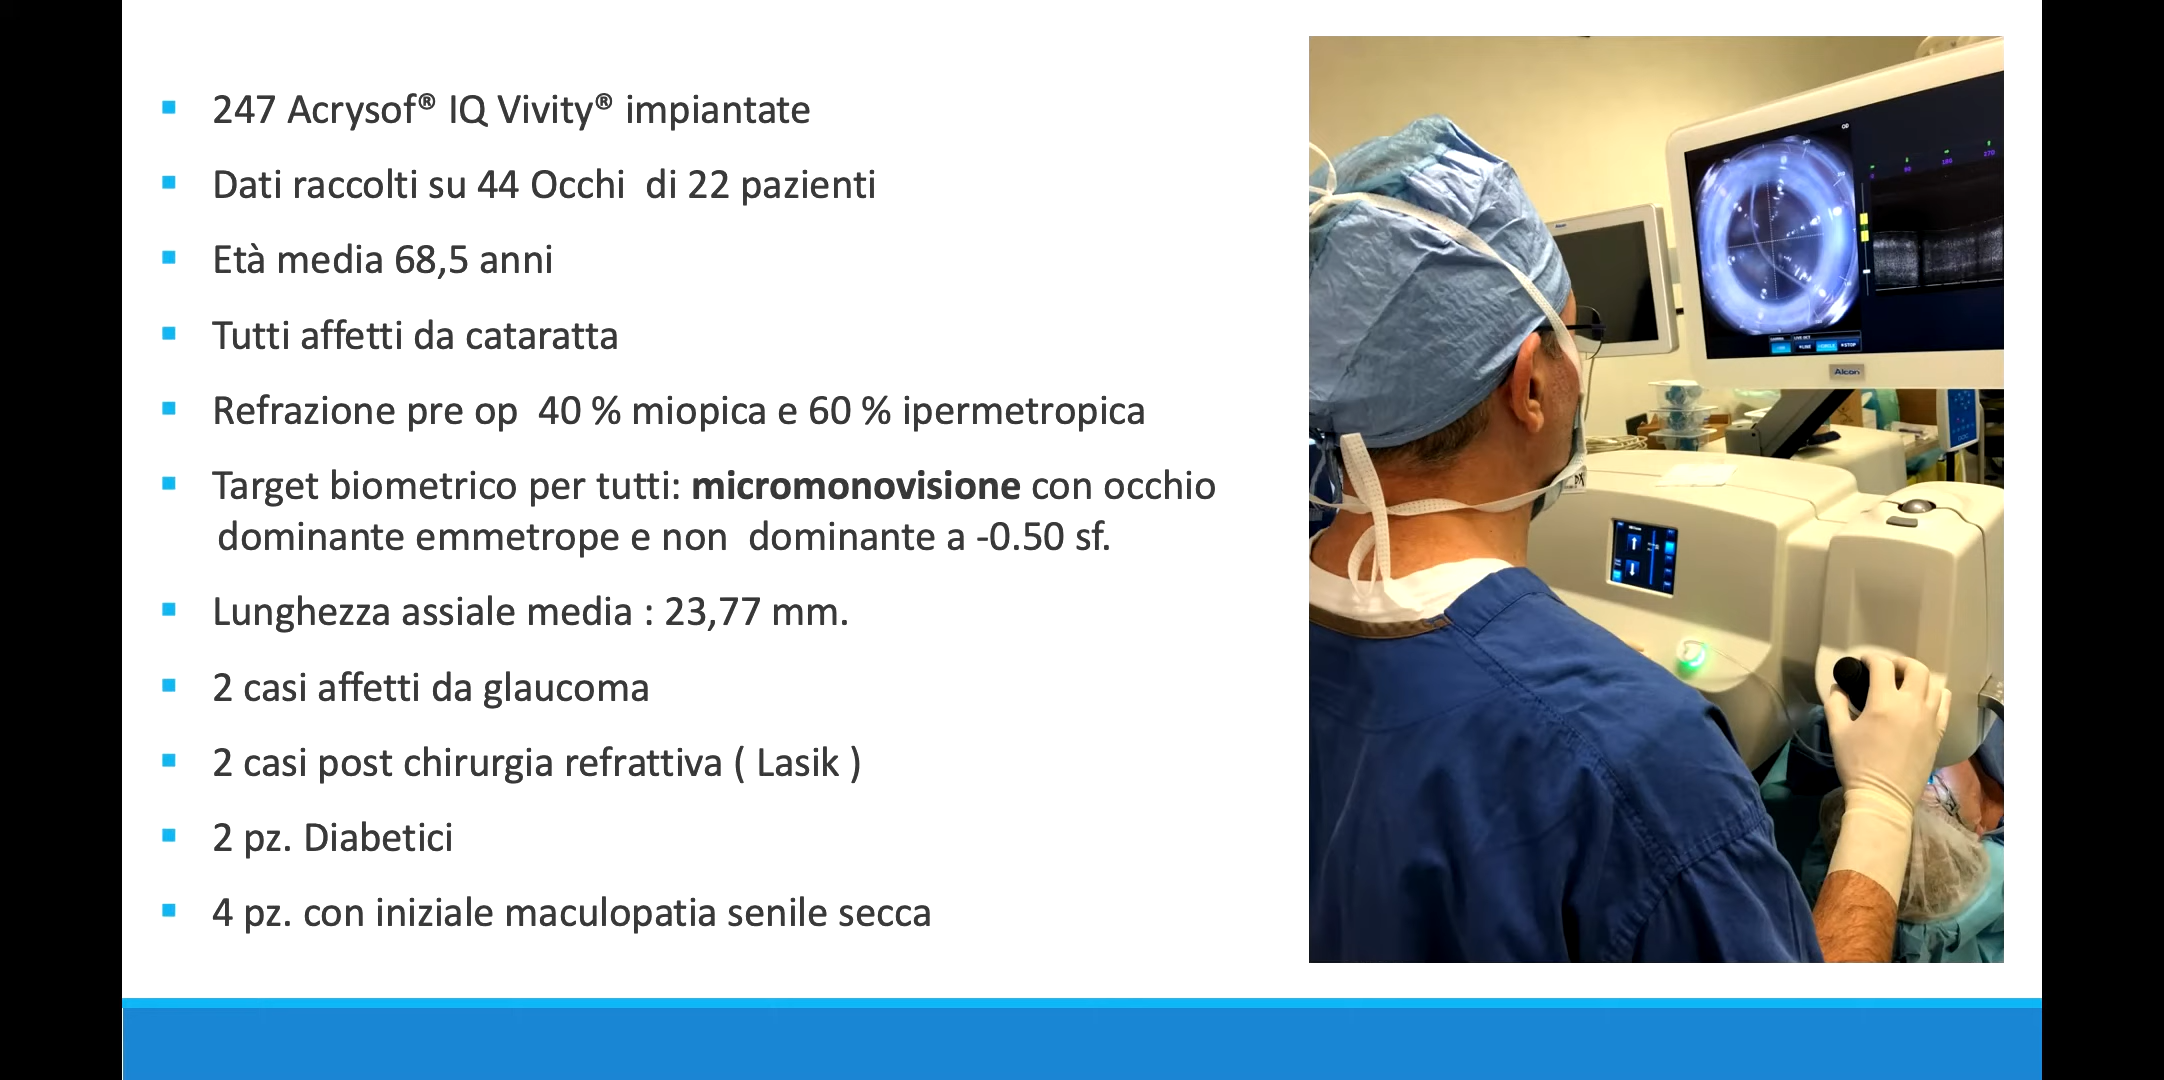 247 Acrysof® IQ Vivity® impiantate
Dati raccolti su 44 Occhi di 22 pazienti
Età media 68,5 anni
Tutti affetti da cataratta
Refrazione pre op 40 % miopica e 60 % ipermetropica
Target biometrico per tutti: micromonovisione con occhio
dominante emmetrope e non dominante a -0.50 sf.
Lunghezza assiale media : 23,77 mm.
2 casi affetti da glaucoma
2 casi post chirurgia refrattiva ( Lasik )
2 pz. Diabetici
4 pz. con iniziale maculopatia senile secca
Alcon